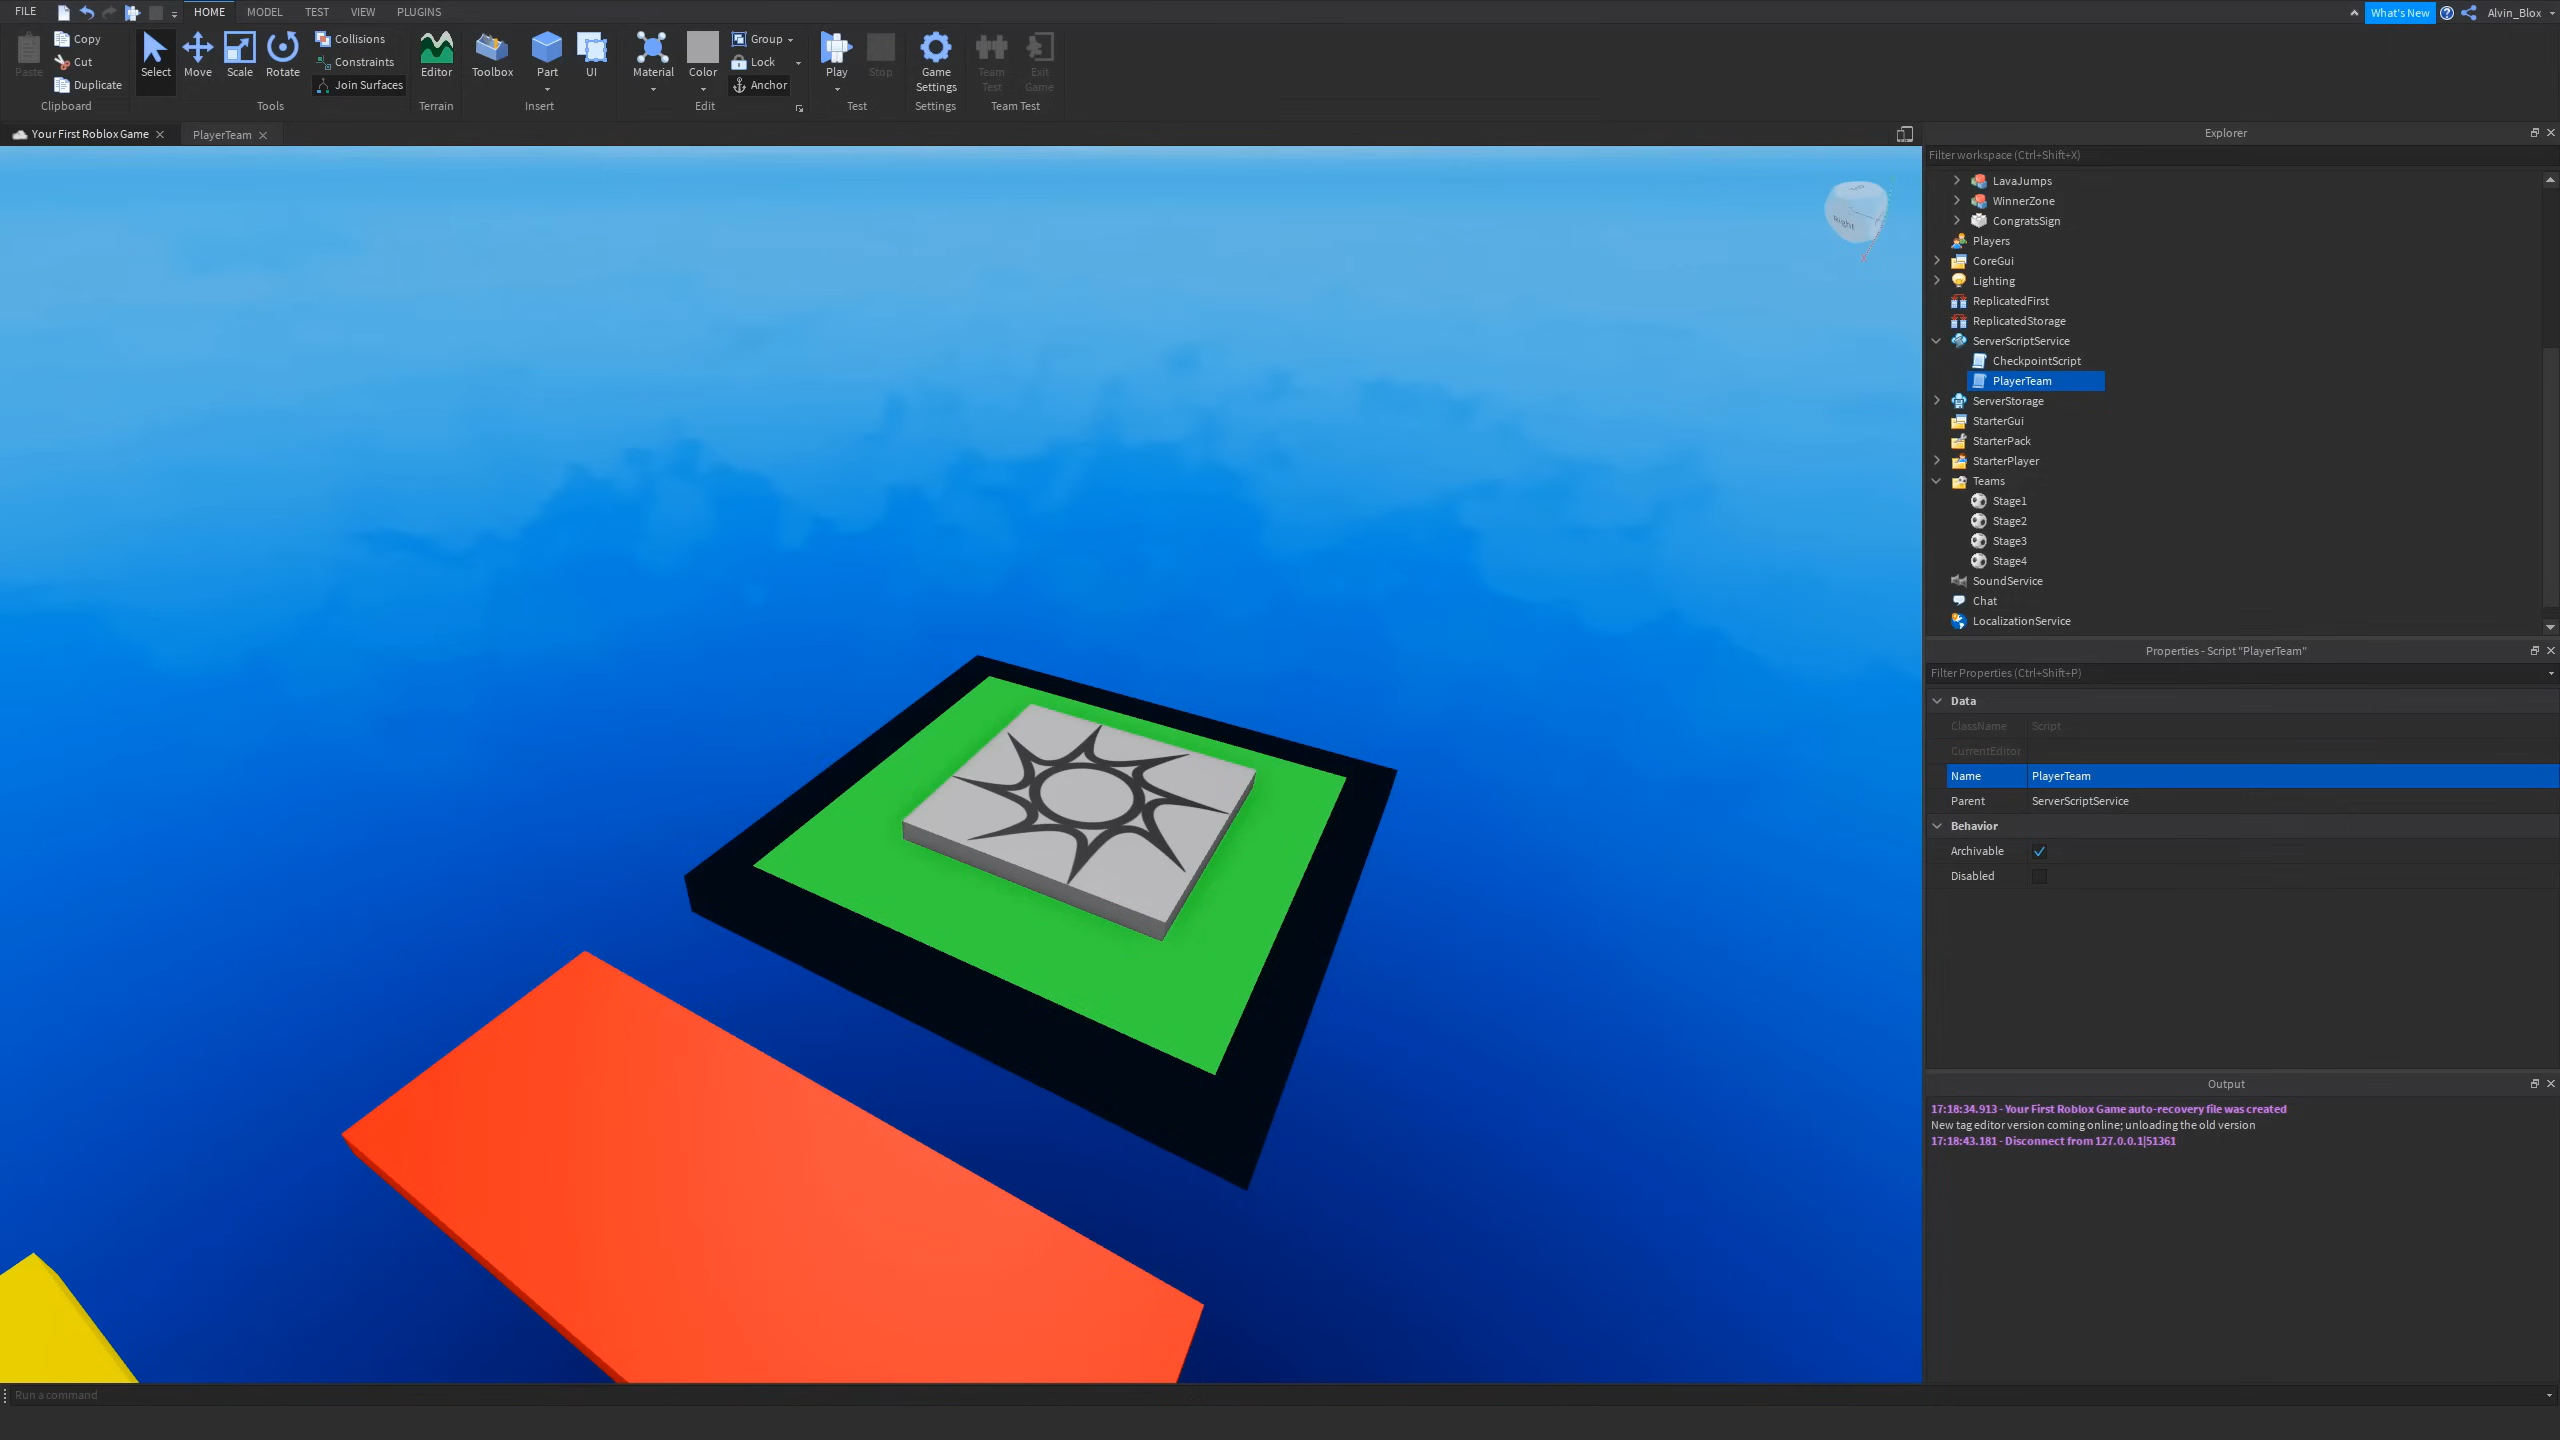 FILE
HOME
MODEL
TEST
VIEW
PLUGINS
What's New
Alvin_Blox
Paste
Copy
Cut
Duplicate
Clipboard
Select
Move
Scale
Rotate
Collisions
Constraints
Join Surfaces
Tools
Editor
Terrain
Toolbox
Part
UI
Insert
Material
Color
Group
Lock
Anchor
Edit
Play
Stop
Test
Game Settings
Settings
Team Test
Exit Game
Team Test
Your First Roblox Game
PlayerTeam
Right
Explorer
Filter workspace (Ctrl+Shift+X)
LavaJumps
WinnerZone
CongratsSign
Players
CoreGui
Lighting
ReplicatedFirst
ReplicatedStorage
ServerScriptService
CheckpointScript
PlayerTeam
ServerStorage
StarterGui
StarterPack
StarterPlayer
Teams
Stage1
Stage2
Stage3
Stage4
SoundService
Chat
LocalizationService
Properties - Script "PlayerTeam"
Filter Properties (Ctrl+Shift+P)
Data
ClassName Script
CurrentEditor
Name PlayerTeam
Parent ServerScriptService
Behavior
Archivable
Disabled
Output
17:18:34.913 - Your First Roblox Game auto-recovery file was created
New tag editor version coming online; unloading the old version
17:18:43.181 - Disconnect from 127.0.0.1|51361
Run a command